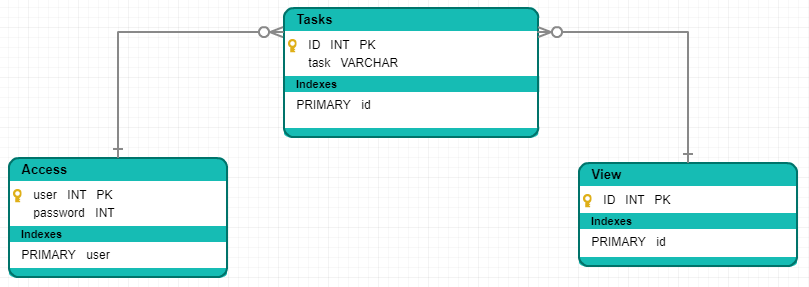 Tasks
ID INT PK
task VARCHAR
Indexes
PRIMARY id
Access
user INT PK
password INT
Indexes
PRIMARY user
View
ID INT PK
Indexes
PRIMARY id